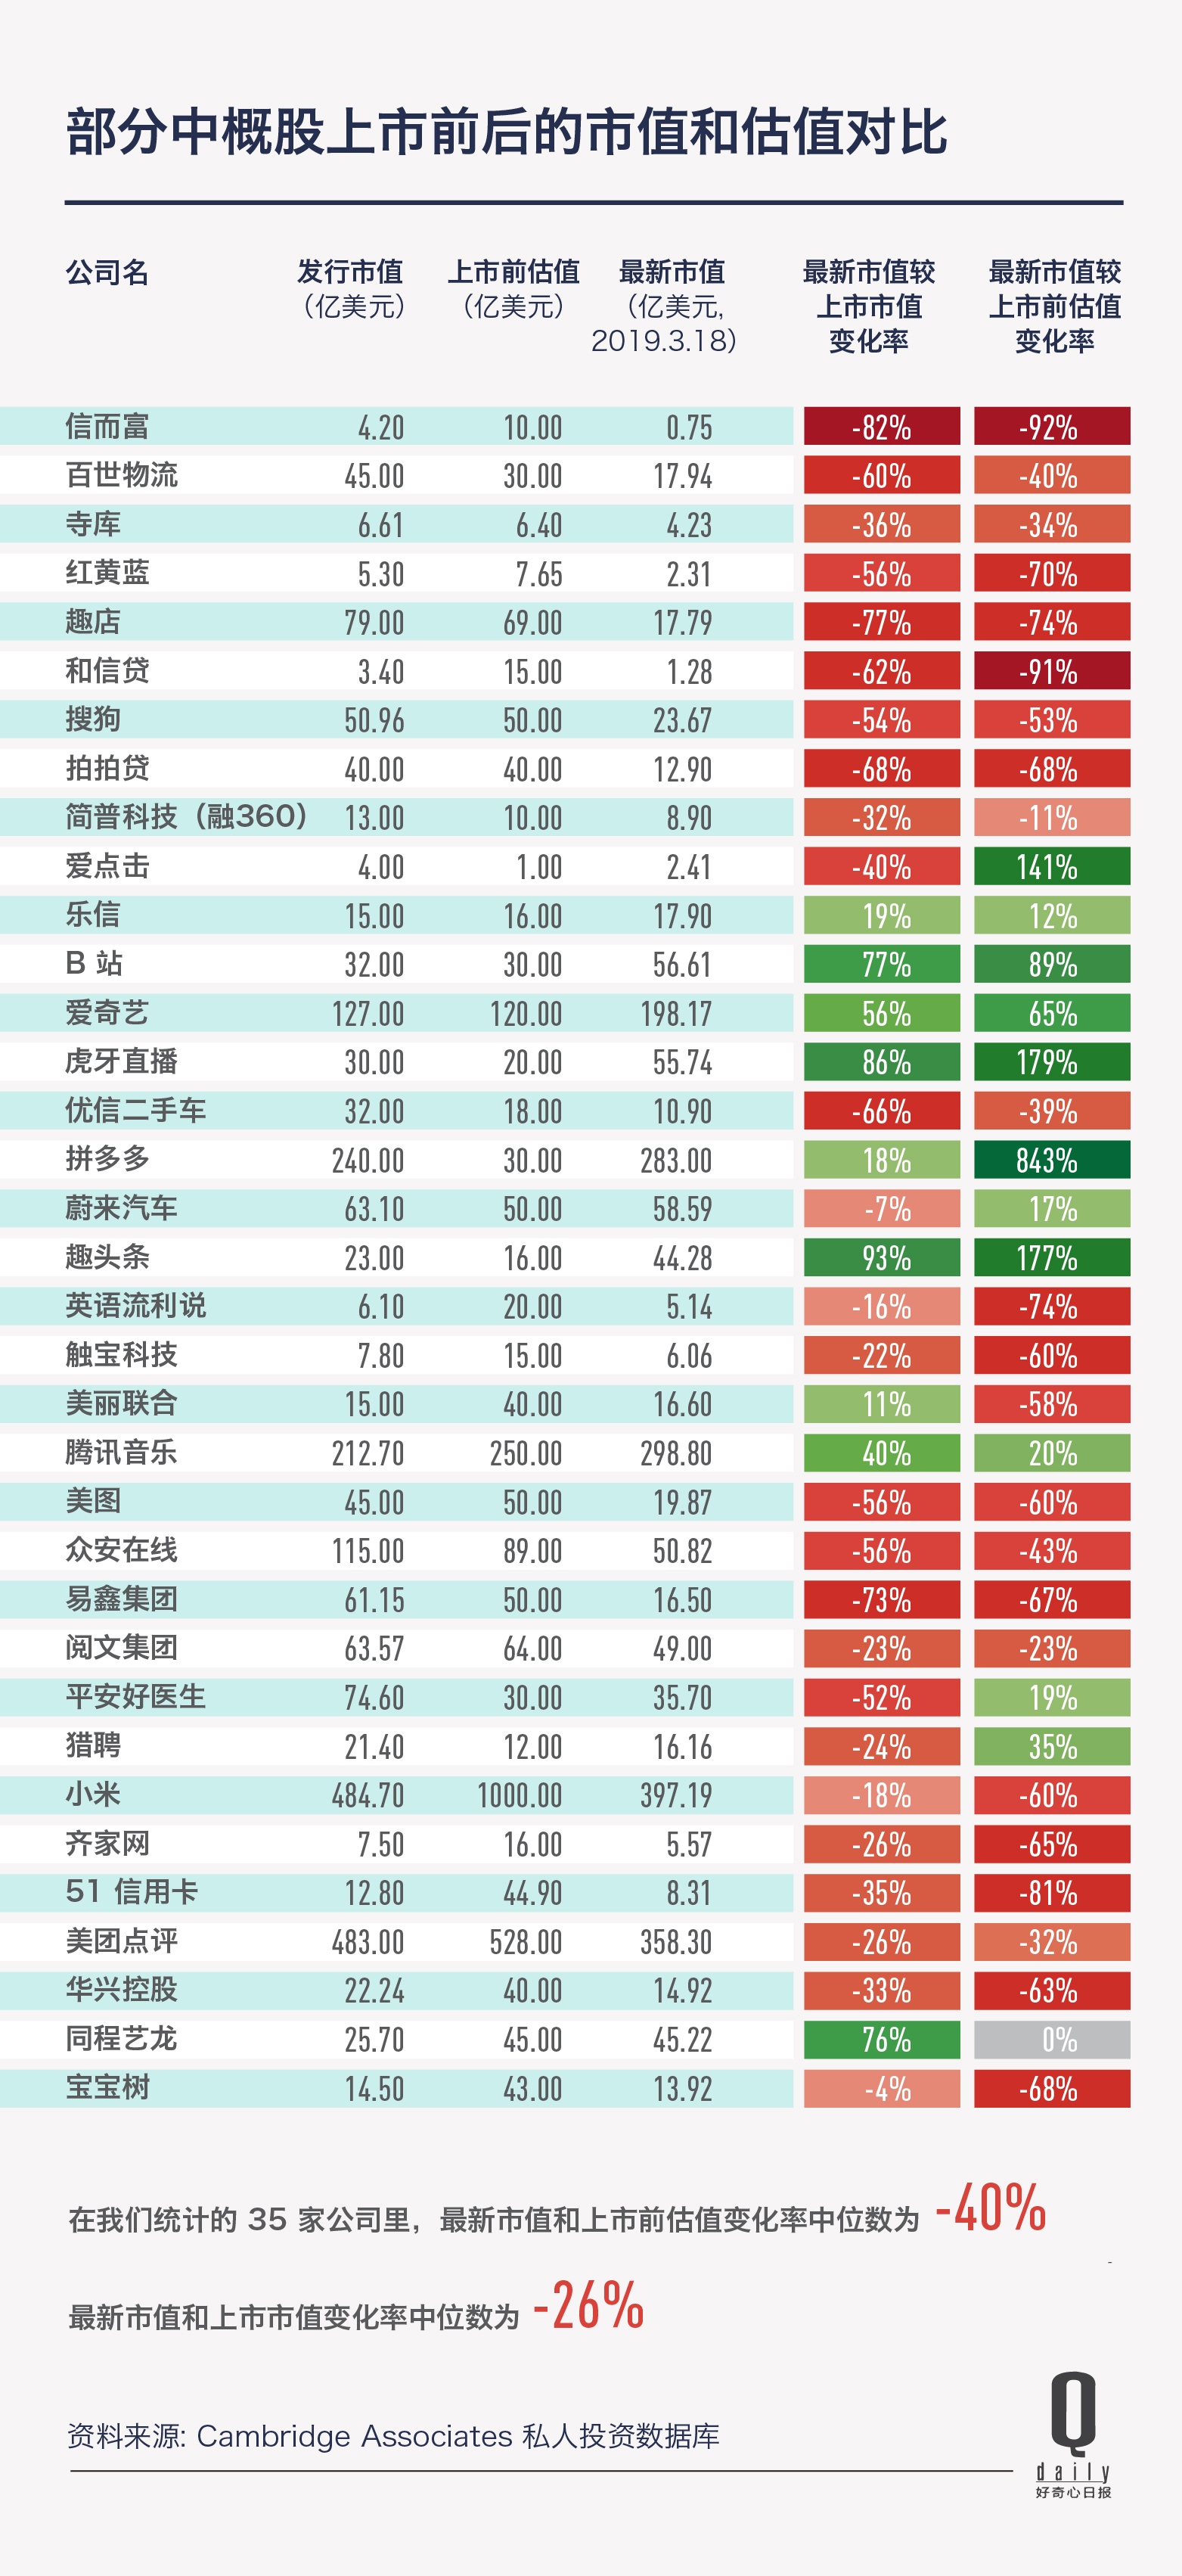 部分中概股上市前后的市值和估值对比
公司名 发行市值 上市前估值 最新市值 最新市值较 最新市值较
（亿美元） （亿美元） （亿美元, 上市市值 上市前估值
2019.3.18） 变化率 变化率
信而富 4.20 10.00 0.75 -82% -92%
百世物流 45.00 30.00 17.94 -60% -40%
寺库 6.61 6.40 4.23 -36% -34%
红黄蓝 5.30 7.65 2.31 -56% -70%
趣店 79.00 69.00 17.79 -77% -74%
和信贷 3.40 15.00 1.28 -62% -91%
搜狗 50.96 50.00 23.67 -54% -53%
拍拍贷 40.00 40.00 12.90 -68% -68%
简普科技（融360） 13.00 10.00 8.90 -32% -11%
爱点击 4.00 1.00 2.41 -40% 141%
乐信 15.00 16.00 17.90 19% 12%
B 站 32.00 30.00 56.61 77% 89%
爱奇艺 127.00 120.00 198.17 56% 65%
虎牙直播 30.00 20.00 55.74 86% 179%
优信二手车 32.00 18.00 10.90 -66% -39%
拼多多 240.00 30.00 283.00 18% 843%
蔚来汽车 63.10 50.00 58.59 -7% 17%
趣头条 23.00 16.00 44.28 93% 177%
英语流利说 6.10 20.00 5.14 -16% -74%
触宝科技 7.80 15.00 6.06 -22% -60%
美丽联合 15.00 40.00 16.60 11% -58%
腾讯音乐 212.70 250.00 298.80 40% 20%
美图 45.00 50.00 19.87 -56% -60%
众安在线 115.00 89.00 50.82 -56% -43%
易鑫集团 61.15 50.00 16.50 -73% -67%
阅文集团 63.57 64.00 49.00 -23% -23%
平安好医生 74.60 30.00 35.70 -52% 19%
猎聘 21.40 12.00 16.16 -24% 35%
小米 484.70 1000.00 397.19 -18% -60%
齐家网 7.50 16.00 5.57 -26% -65%
51 信用卡 12.80 44.90 8.31 -35% -81%
美团点评 483.00 528.00 358.30 -26% -32%
华兴控股 22.24 40.00 14.92 -33% -63%
同程艺龙 25.70 45.00 45.22 76% 0%
宝宝树 14.50 43.00 13.92 -4% -68%
在我们统计的 35 家公司里，最新市值和上市前估值变化率中位数为 -40%
-
最新市值和上市市值变化率中位数为 -26%
资料来源: Cambridge Associates 私人投资数据库
Q
daily
好奇心日报